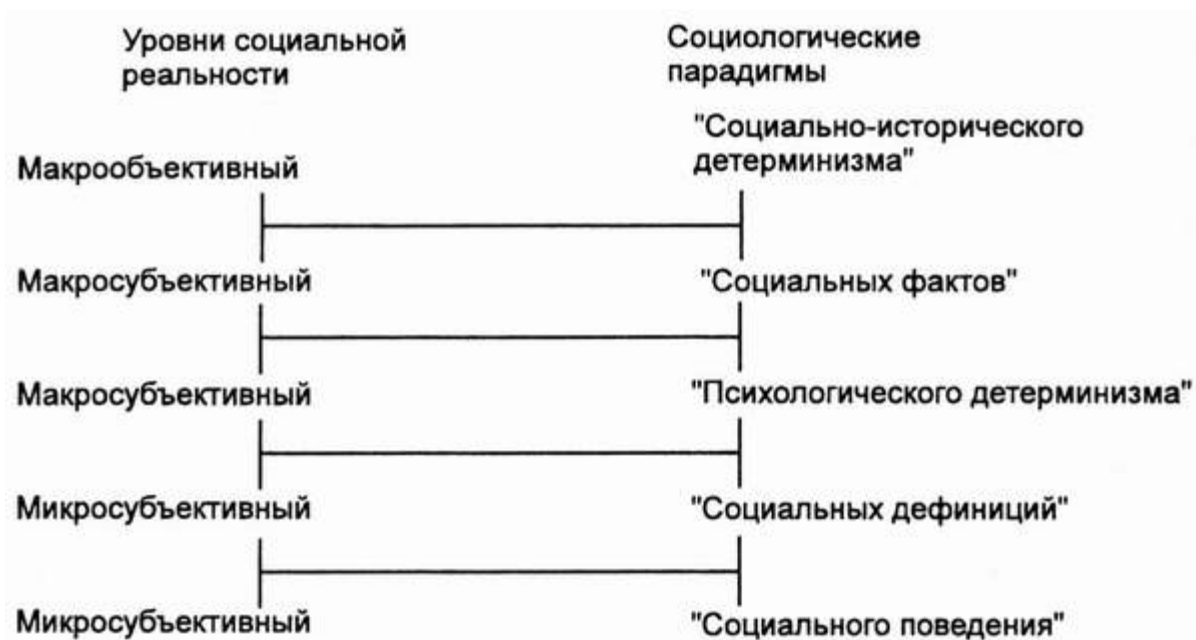 Уровни социальной
реальности
Социологические
парадигмы
"Социально-исторического
детерминизма"
Макрообъективный
Макросубъективный
"Социальных фактов"
Макросубъективный
"Психологического детерминизма"
Микросубъективный
"Социальных дефиниций"
Микросубъективный
"Социального поведения"